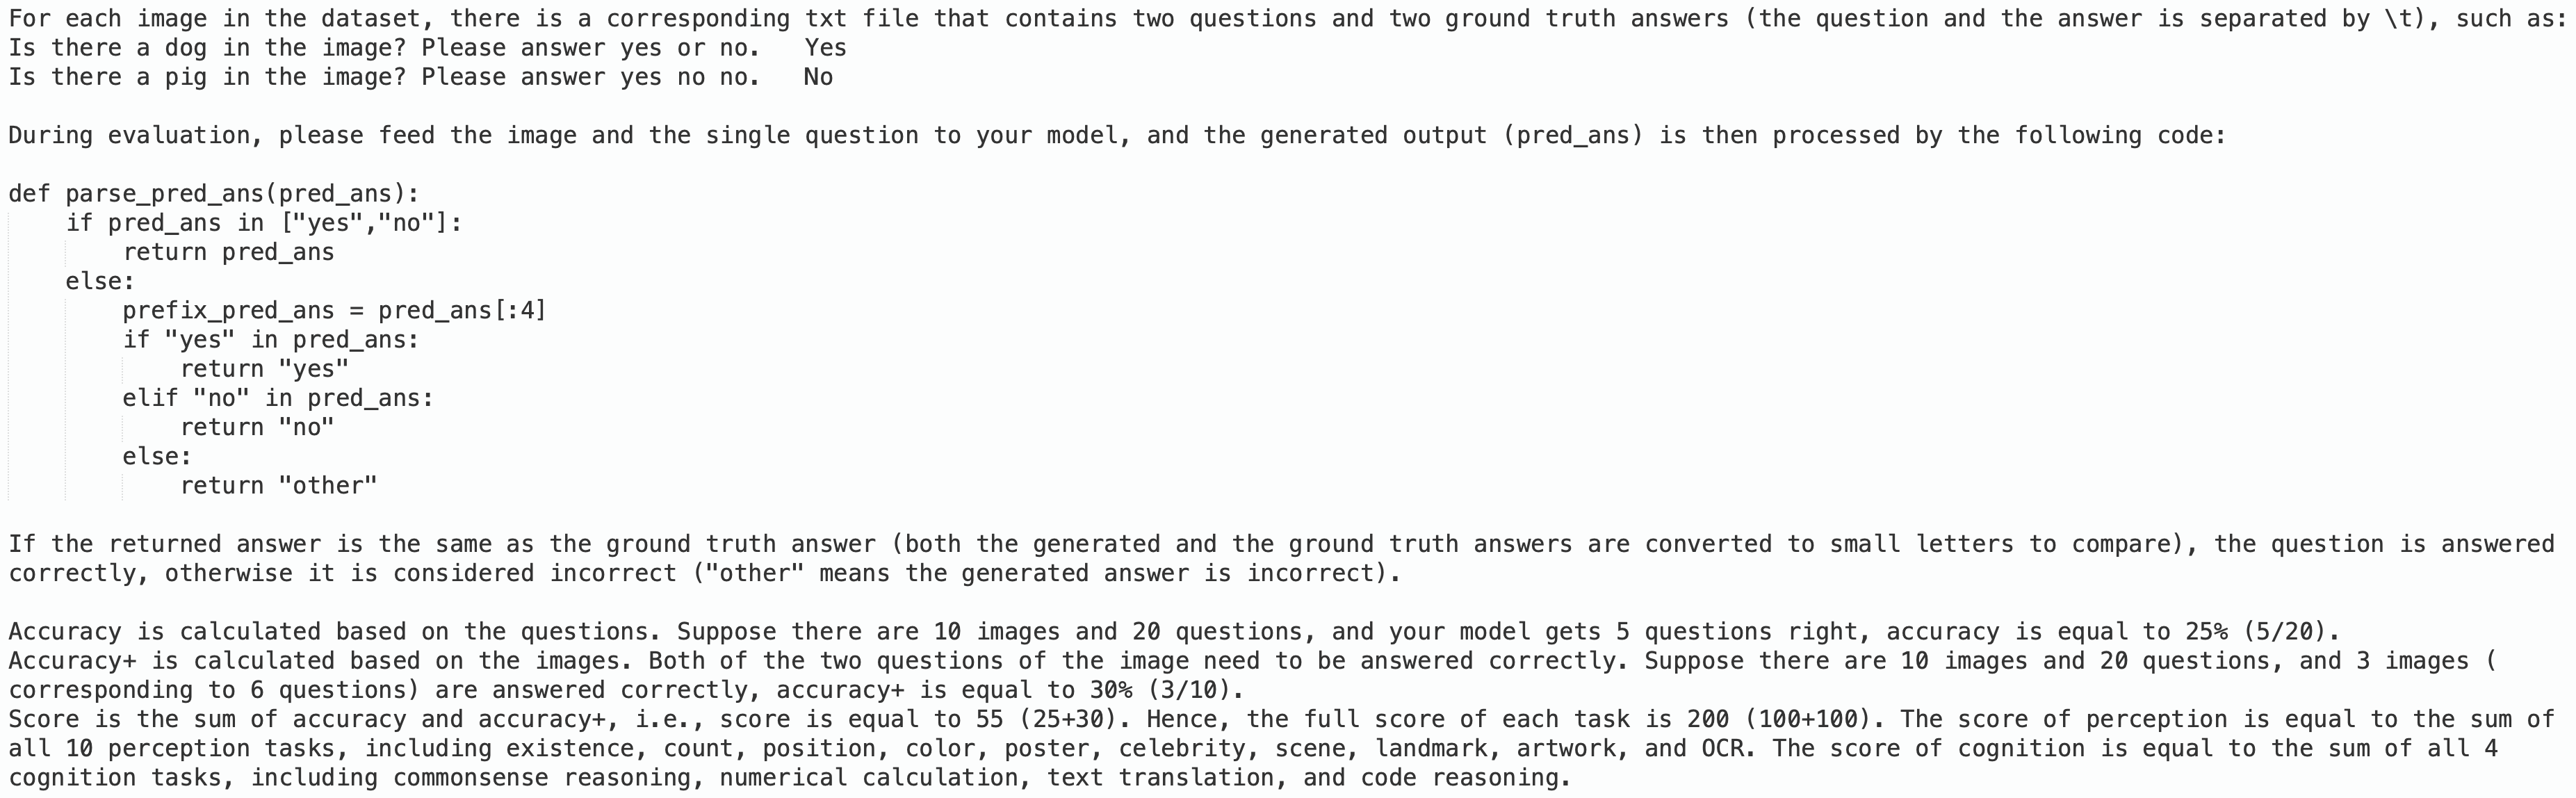 For each image in the dataset, there is a corresponding txt file that contains two questions and two ground truth answers (the question and the answer is separated by \t), such as:
Is there a dog in the image? Please answer yes or no.   Yes
Is there a pig in the image? Please answer yes no no.   No

During evaluation, please feed the image and the single question to your model, and the generated output (pred_ans) is then processed by the following code:

def parse_pred_ans(pred_ans):
    if pred_ans in ["yes","no"]:
        return pred_ans
    else:
        prefix_pred_ans = pred_ans[:4]
        if "yes" in pred_ans:
            return "yes"
        elif "no" in pred_ans:
            return "no"
        else:
            return "other"

If the returned answer is the same as the ground truth answer (both the generated and the ground truth answers are converted to small letters to compare), the question is answered
correctly, otherwise it is considered incorrect ("other" means the generated answer is incorrect).

Accuracy is calculated based on the questions. Suppose there are 10 images and 20 questions, and your model gets 5 questions right, accuracy is equal to 25% (5/20).
Accuracy+ is calculated based on the images. Both of the two questions of the image need to be answered correctly. Suppose there are 10 images and 20 questions, and 3 images (
corresponding to 6 questions) are answered correctly, accuracy+ is equal to 30% (3/10).
Score is the sum of accuracy and accuracy+, i.e., score is equal to 55 (25+30). Hence, the full score of each task is 200 (100+100). The score of perception is equal to the sum of
all 10 perception tasks, including existence, count, position, color, poster, celebrity, scene, landmark, artwork, and OCR. The score of cognition is equal to the sum of all 4
cognition tasks, including commonsense reasoning, numerical calculation, text translation, and code reasoning.